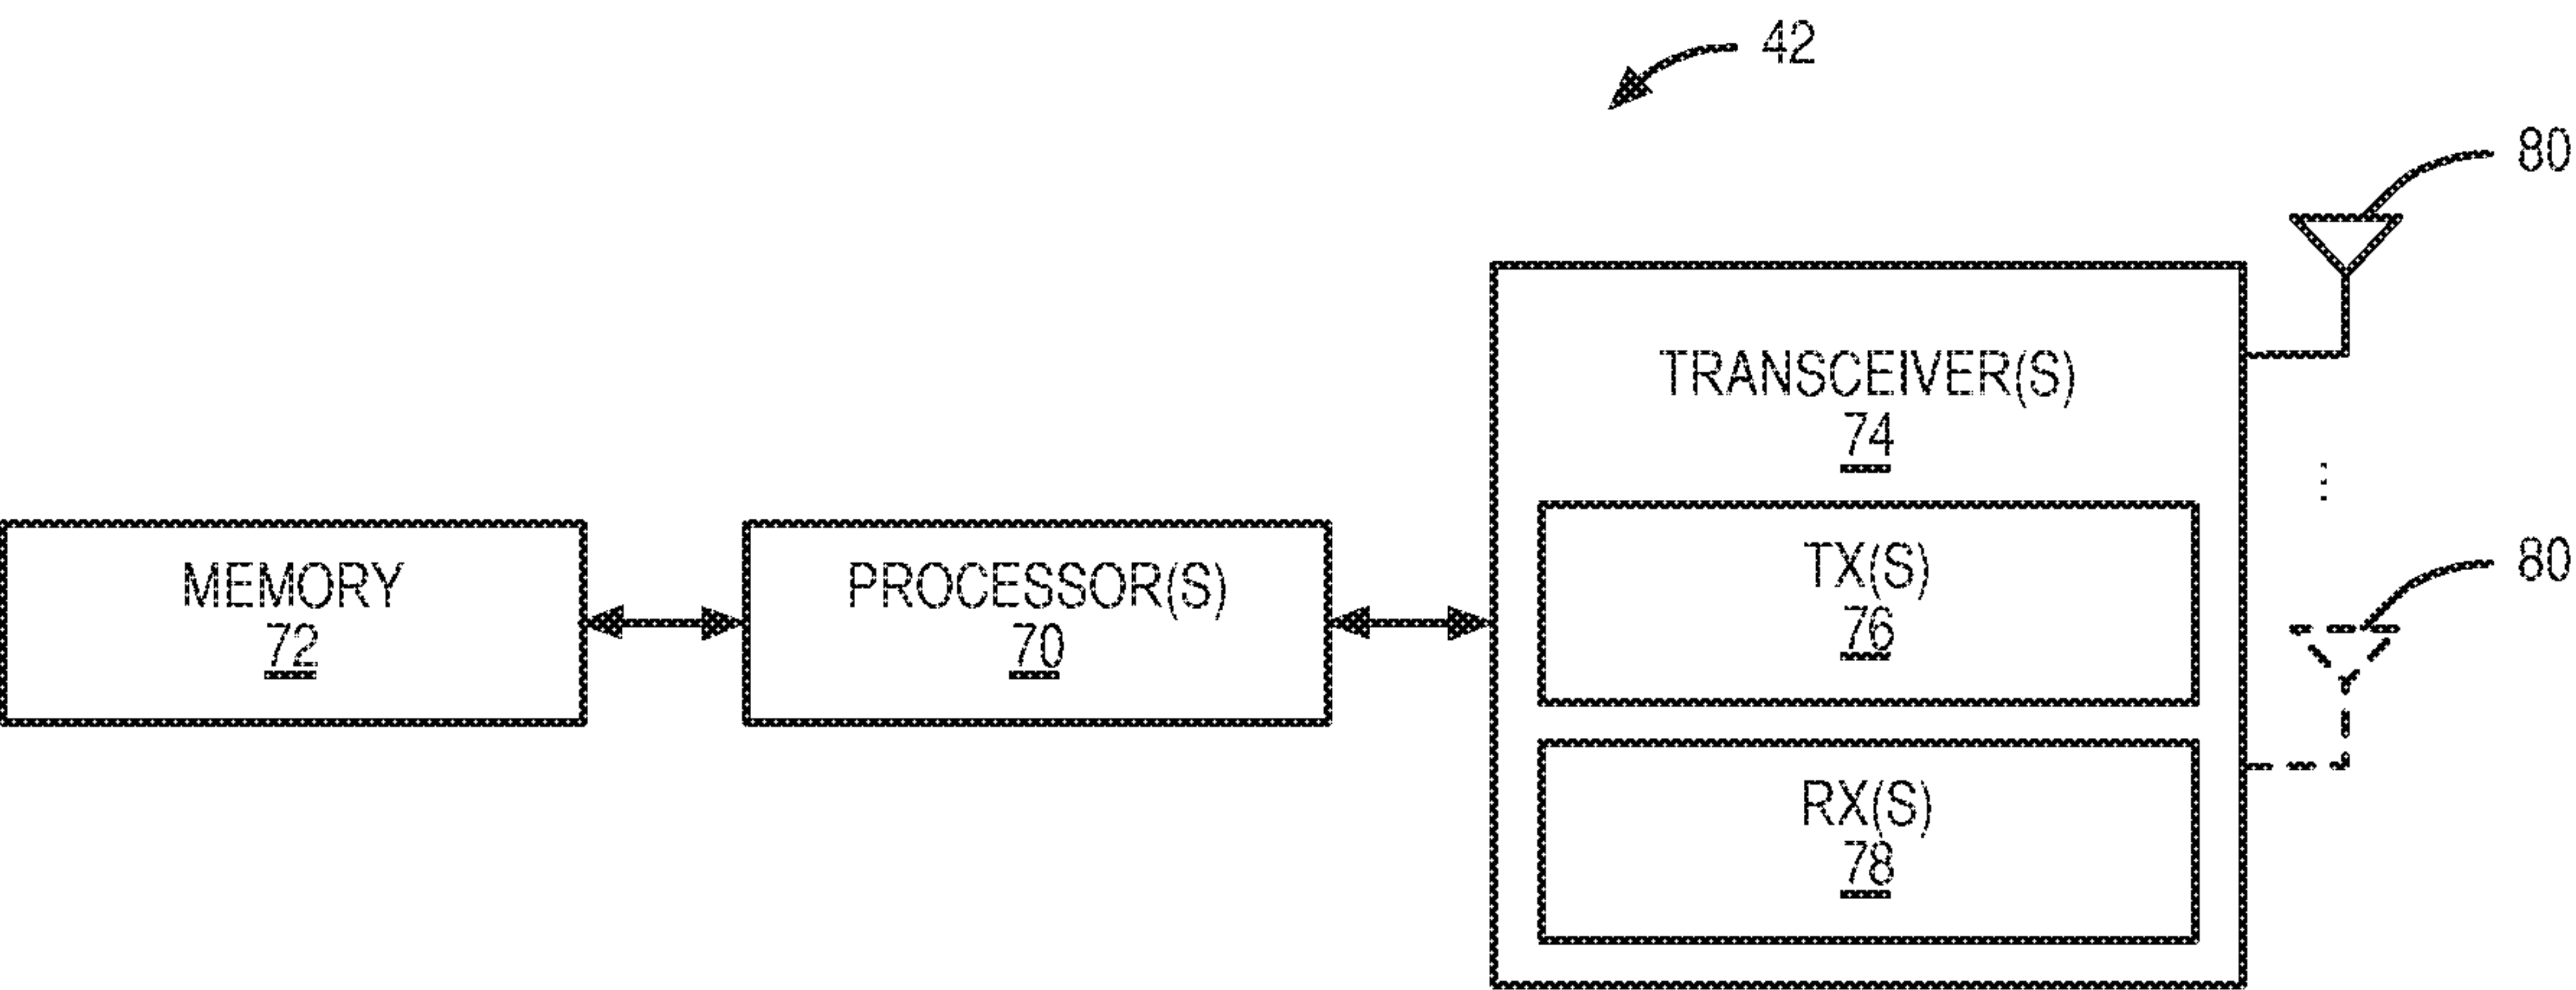 42
80
TRANSCEIVER(S)
74
MEMORY
72
PROCESSOR(S)
70
TX(S)
76
80
RX(S)
78